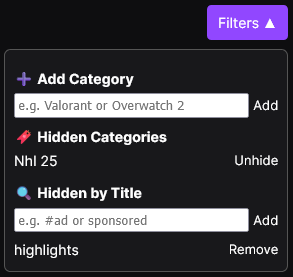 Filters ▲
Add Category
e.g. Valorant or Overwatch 2 Add
Hidden Categories
Nhl 25 Unhide
Hidden by Title
e.g. #ad or sponsored Add
highlights Remove